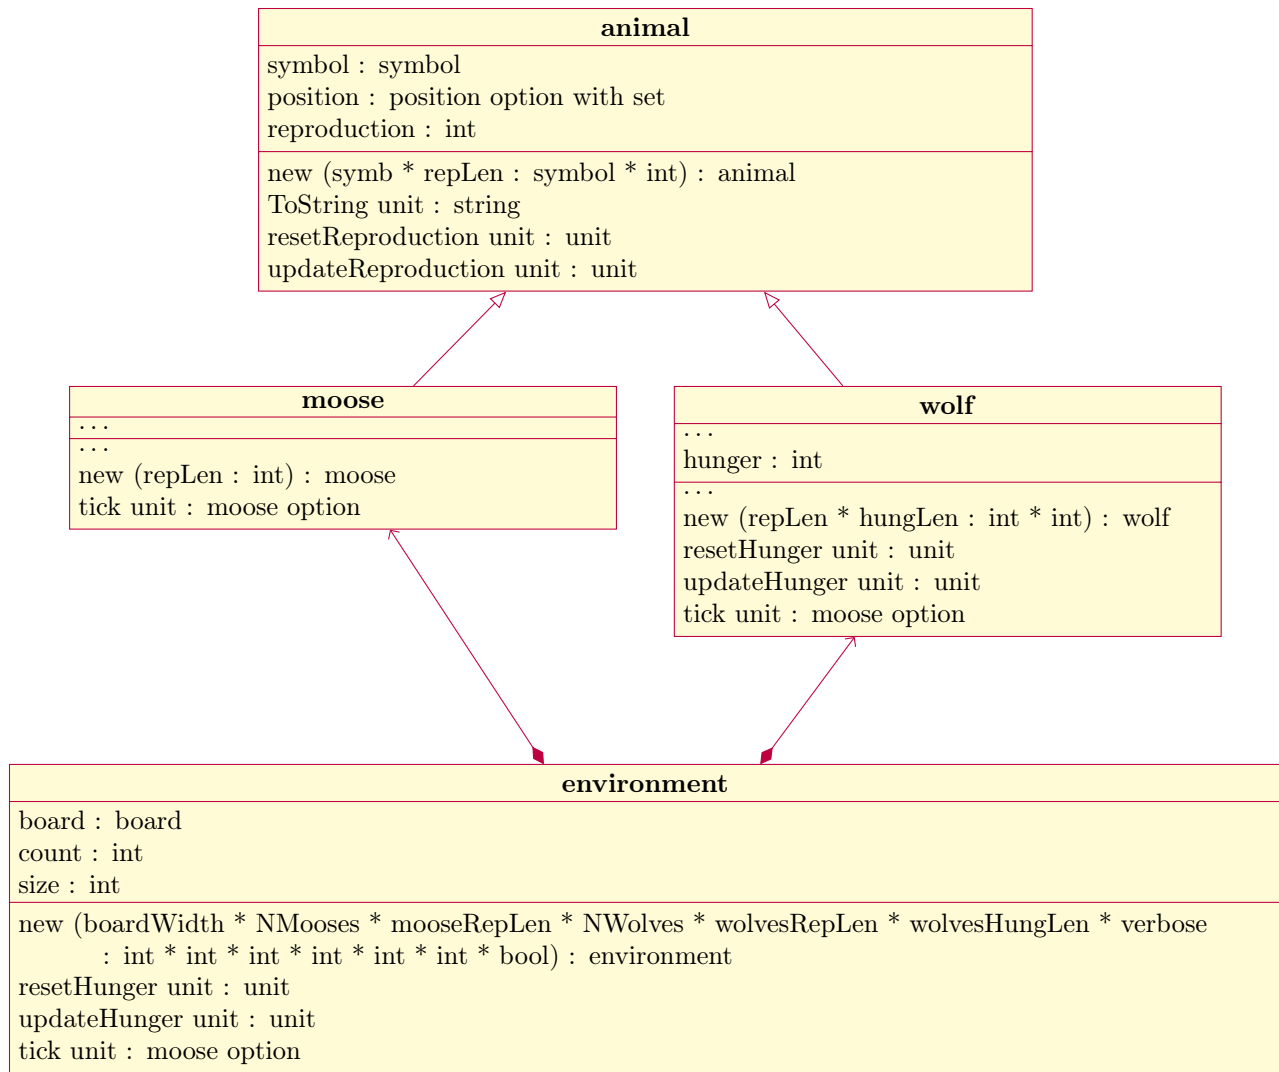 animal
symbol : symbol
position : position option with set
reproduction : int
new (symb * repLen : symbol * int) : animal
ToString unit : string
resetReproduction unit : unit
updateReproduction unit : unit
moose
...
...
new (repLen : int) : moose
tick unit : moose option
wolf
...
hunger : int
...
new (repLen * hungLen : int * int) : wolf
resetHunger unit : unit
updateHunger unit : unit
tick unit : moose option
environment
board : board
count : int
size : int
new (boardWidth * NMooses * mooseRepLen * NWolves * wolvesRepLen * wolvesHungLen * verbose
: int * int * int * int * int * int * bool) : environment
resetHunger unit : unit
updateHunger unit : unit
tick unit : moose option